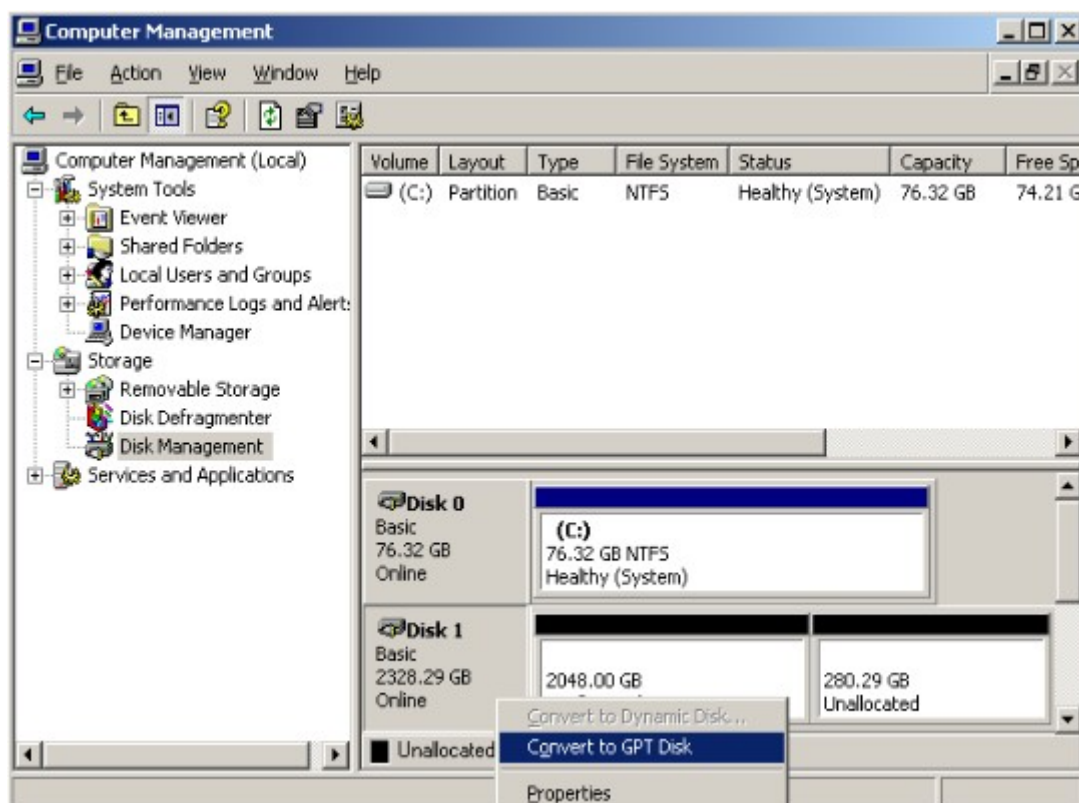 Computer Management
File Action View Window Help
Computer Management (Local)
System Tools
Event Viewer
Shared Folders
Local Users and Groups
Performance Logs and Alert
Device Manager
Storage
Removable Storage
Disk Defragmenter
Disk Management
Services and Applications
Volume Layout Type File System Status Capacity Free Sp
(C:) Partition Basic NTFS Healthy (System) 76.32 GB 74.21 G
Disk 0
Basic
76.32 GB
Online
(C:)
76.32 GB NTFS
Healthy (System)
Disk 1
Basic
2328.29 GB
Online
2048.00 GB
280.29 GB
Unallocated
Unallocated
Convert to Dynamic Disk...
Convert to GPT Disk
Properties